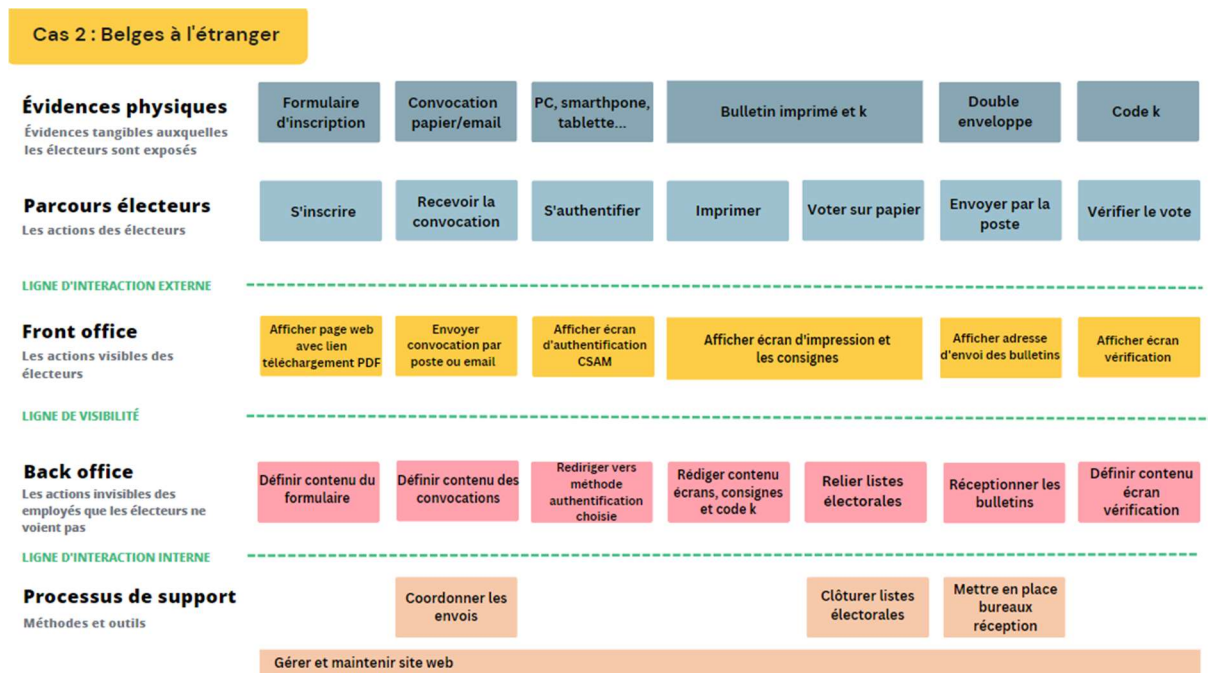 Cas 2 : Belges à l'étranger
Évidences physiques
Évidences tangibles auxquelles
les électeurs sont exposés
Formulaire
d'inscription
Convocation
papier/email
PC, smarthpone,
tablette...
Bulletin imprimé et k
Double
enveloppe
Code k
Parcours électeurs
Les actions des électeurs
S'inscrire
Recevoir la
convocation
S'authentifier
Imprimer
Voter sur papier
Envoyer par la
poste
Vérifier le vote
LIGNE D'INTERACTION EXTERNE
Front office
Les actions visibles des
électeurs
Afficher page web
avec lien
téléchargement PDF
Envoyer
convocation par
poste ou email
Afficher écran
d'authentification
CSAM
Afficher écran d'impression et
les consignes
Afficher adresse
d'envoi des bulletins
Afficher écran
vérification
LIGNE DE VISIBILITÉ
Back office
Les actions invisibles des
employés que les électeurs ne
voient pas
Définir contenu du
formulaire
Définir contenu des
convocations
Rediriger vers
méthode
authentification
choisie
Rédiger contenu
écrans, consignes
et code k
Relier listes
électorales
Réceptionner les
bulletins
Définir contenu
écran
vérification
LIGNE D'INTERACTION INTERNE
Processus de support
Méthodes et outils
Coordonner les
envois
Clôturer listes
électorales
Mettre en place
bureaux
réception
Gérer et maintenir site web